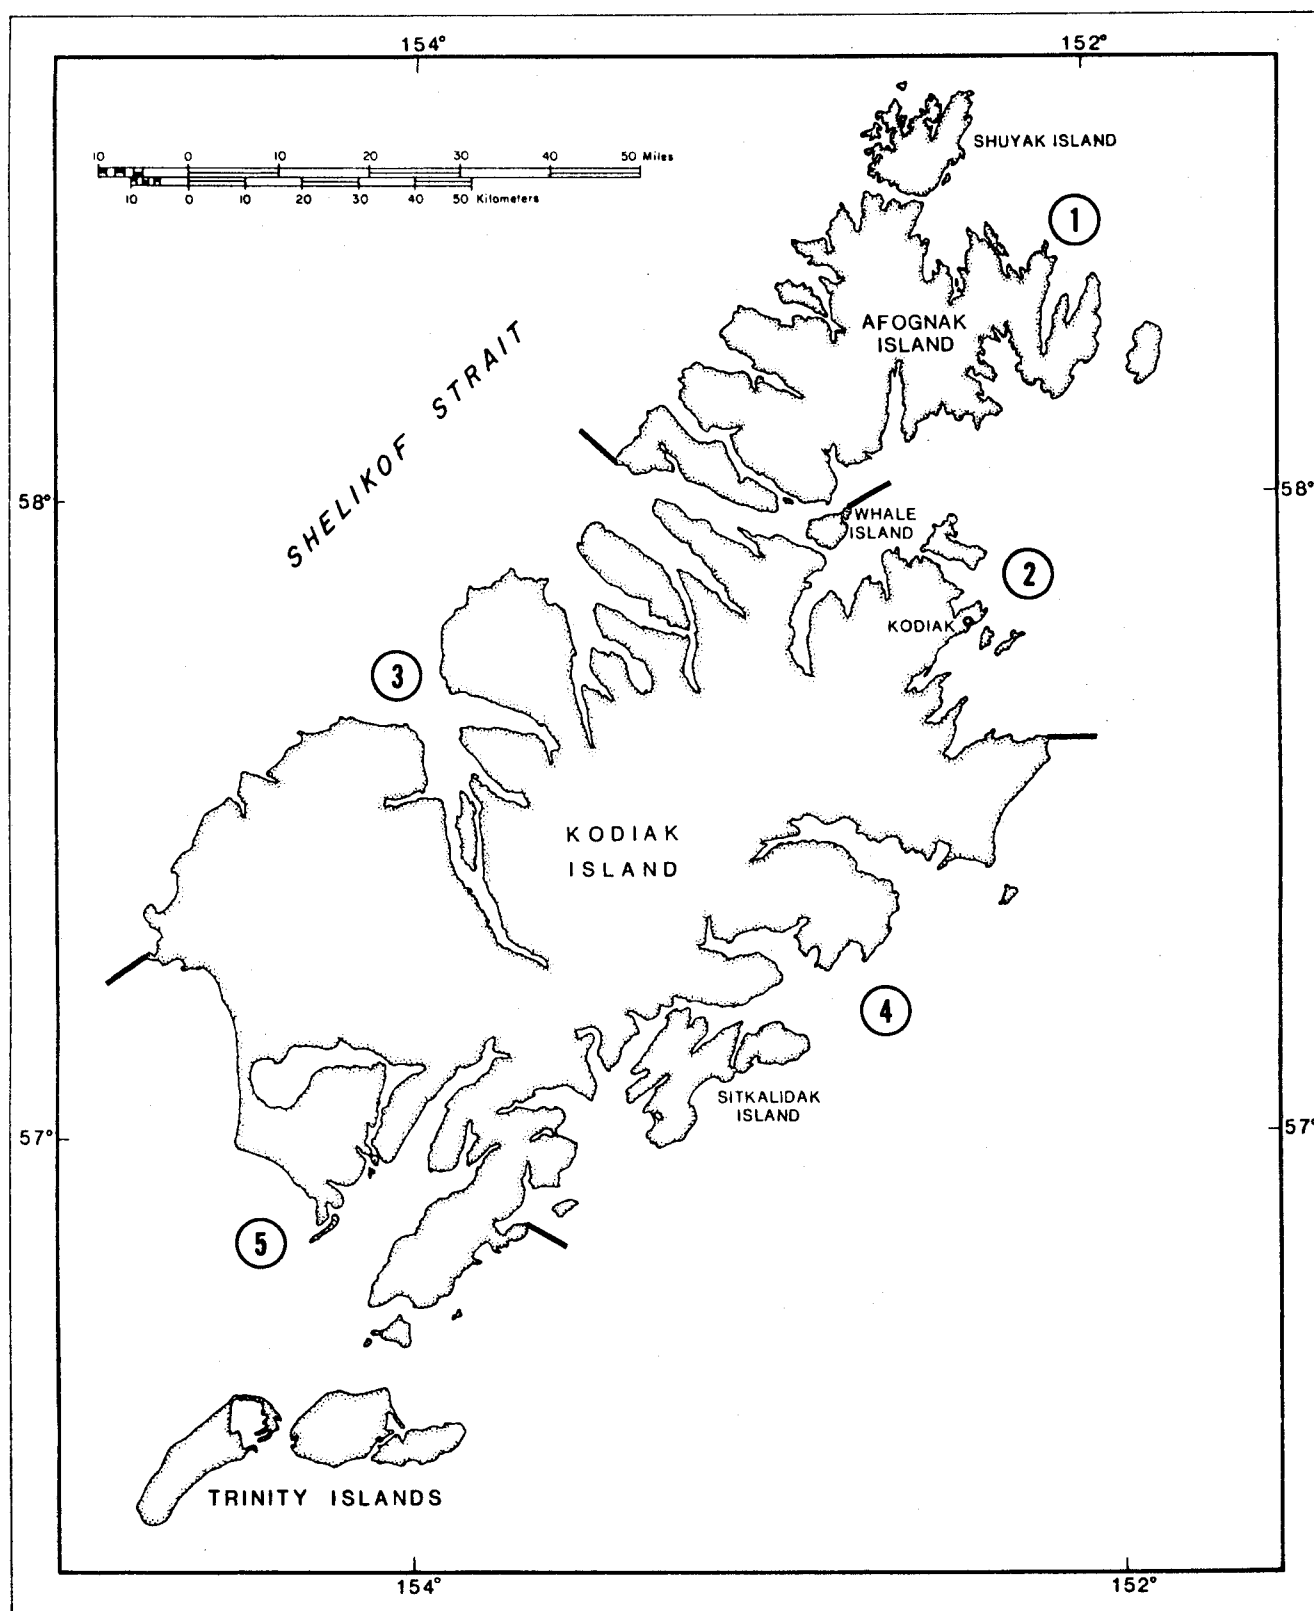 154° 152°
SHUYAK ISLAND
10 0 10 20 30 40 50 Miles
10 0 10 20 30 40 50 Kilometers
1
AFOGNAK
ISLAND
SHELIKOF STRAIT
58° 58°
WHALE
ISLAND
2
KODIAK
3
KODIAK
ISLAND
4
SITKALIDAK
ISLAND
57° 57°
5
TRINITY ISLANDS
154° 152°